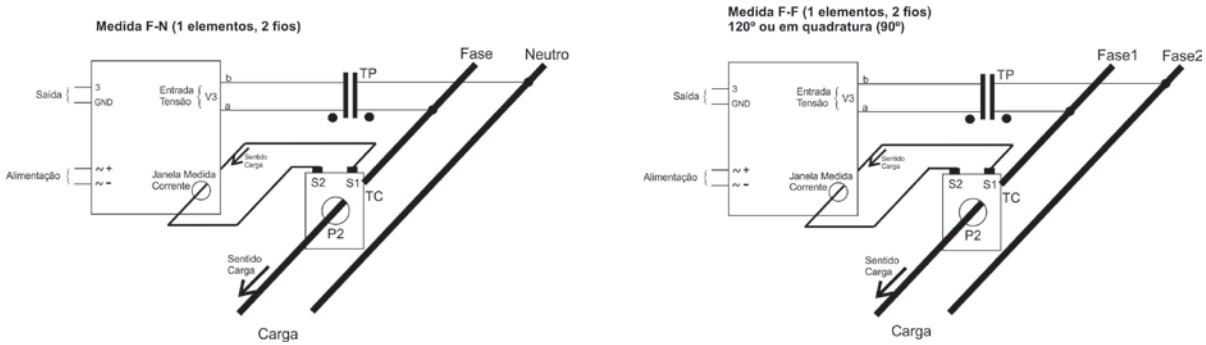 Medida F-N (1 elementos, 2 fios)
Fase
Neutro
b
TP
3
Saída
GND
Entrada
Tensão
V3
a
Sentido
Carga
~ +
Alimentação
~ -
Janela Medida
Corrente
S2
S1
TC
P2
Sentido
Carga
Carga
Medida F-F (1 elementos, 2 fios)
120º ou em quadratura (90º)
Fase1
Fase2
b
TP
3
Saída
GND
Entrada
Tensão
V3
a
Sentido
Carga
~ +
Alimentação
~ -
Janela Medida
Corrente
S2
S1
TC
P2
Sentido
Carga
Carga